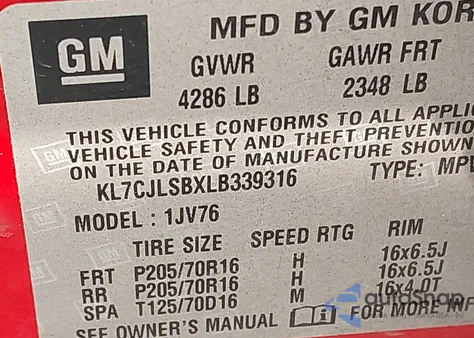 GM
MFD BY GM KOR
GVWR GAWR FRT
4286 LB 2348 LB
THIS VEHICLE CONFORMS TO ALL APPLI
VEHICLE SAFETY AND THEFT PREVENTION
ON THE DATE OF MANUFACTURE SHOWN
KL7CJLSBXLB339316 TYPE: MP
MODEL : 1JV76
TIRE SIZE SPEED RTG RIM
FRT P205/70R16 H 16x6.5J
RR P205/70R16 H 16x6.5J
SPA T125/70D16 M 16x4.0T
SEE OWNER'S MANUAL FOR MORE IN